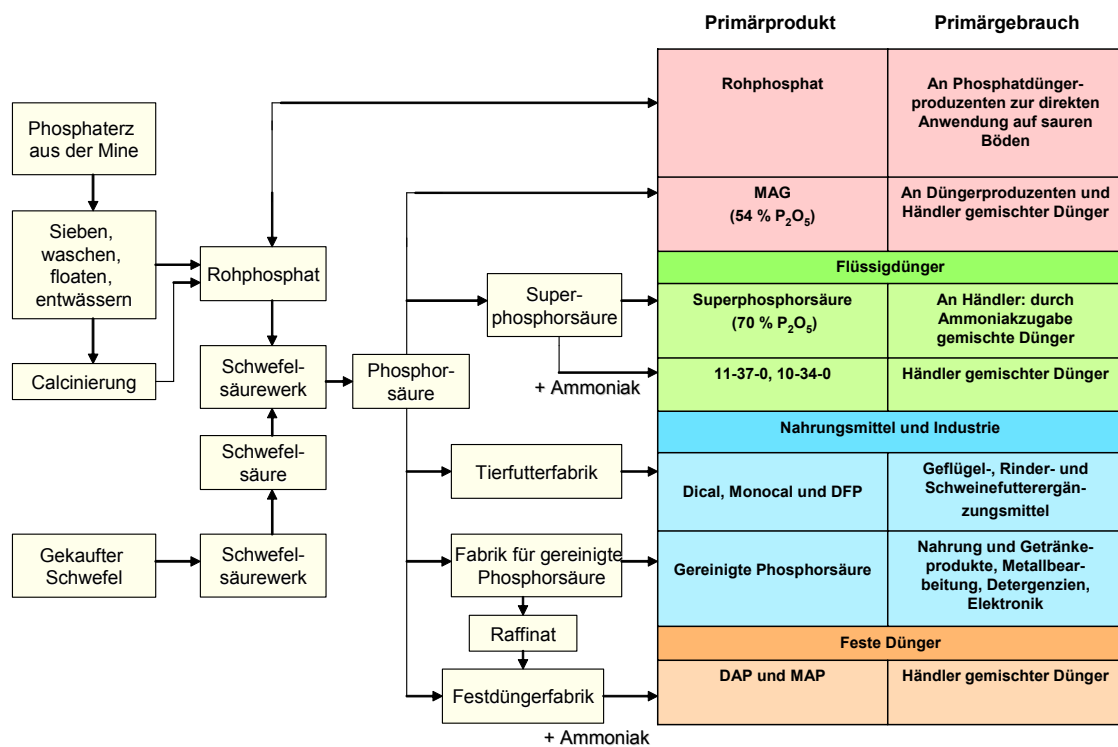 Primärprodukt
Primärgebrauch
Phosphaterz
aus der Mine
Sieben,
waschen,
floaten,
entwässern
Calcinierung
Gekaufter
Schwefel
Rohphosphat
Schwefel-
säurewerk
Schwefel-
säure
Schwefel-
säurewerk
Phosphor-
säure
Super-
phosphorsäure
+ Ammoniak
Tierfutterfabrik
Fabrik für gereinigte
Phosphorsäure
Raffinat
Festdüngerfabrik
+ Ammoniak
Rohphosphat
An Phosphatdünger-
produzenten zur direkten
Anwendung auf sauren
Böden
MAG
(54 % P₂O₅)
An Düngerproduzenten und
Händler gemischter Dünger
Flüssigdünger
Superphosphorsäure
(70 % P₂O₅)
An Händler: durch
Ammoniakzugabe
gemischte Dünger
11-37-0, 10-34-0
Händler gemischter Dünger
Nahrungsmittel und Industrie
Dical, Monocal und DFP
Geflügel-, Rinder- und
Schweinefutterergän-
zungsmittel
Gereinigte Phosphorsäure
Nahrung und Getränke-
produkte, Metallbear-
beitung, Detergenzien,
Elektronik
Feste Dünger
DAP und MAP
Händler gemischter Dünger